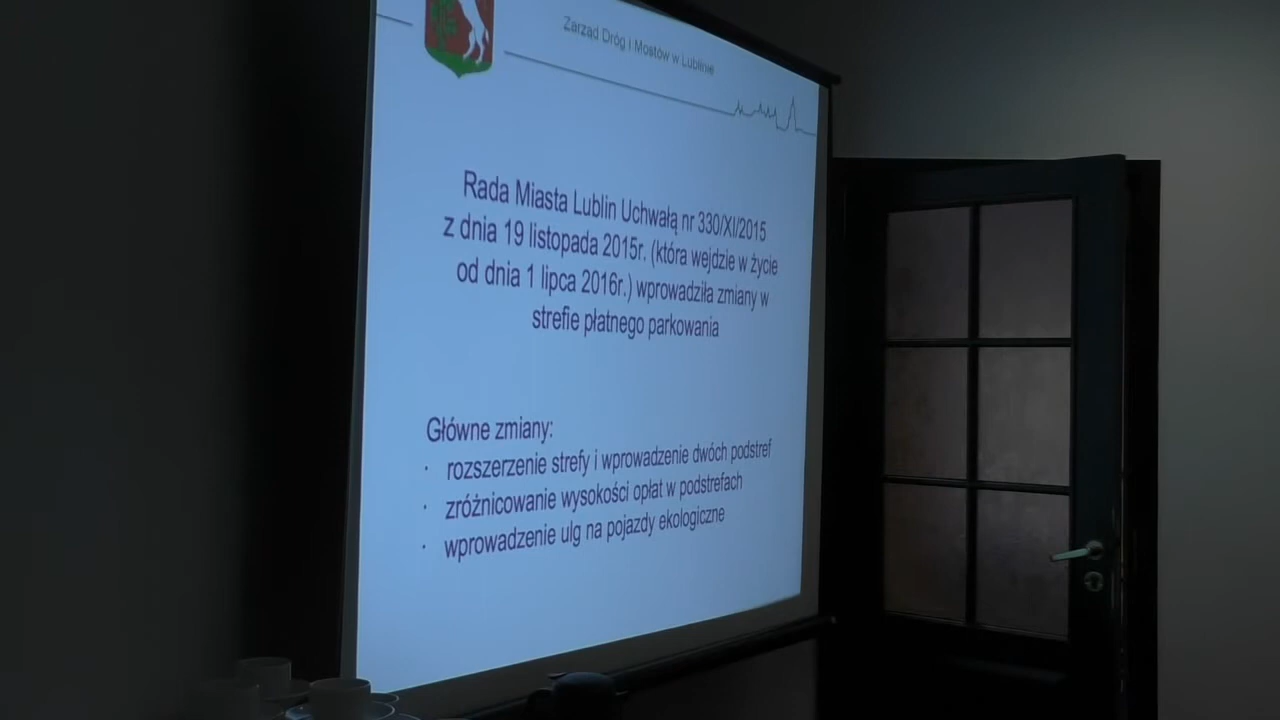 Zarząd Dróg i Mostów w Lublinie
Rada Miasta Lublin Uchwałą nr 330/XI/2015
z dnia 19 listopada 2015r. (która wejdzie w życie
od dnia 1 lipca 2016r.) wprowadziła zmiany w
strefie płatnego parkowania
Główne zmiany:
· rozszerzenie strefy i wprowadzenie dwóch podstref
· zróżnicowanie wysokości opłat w podstrefach
· wprowadzenie ulg na pojazdy ekologiczne